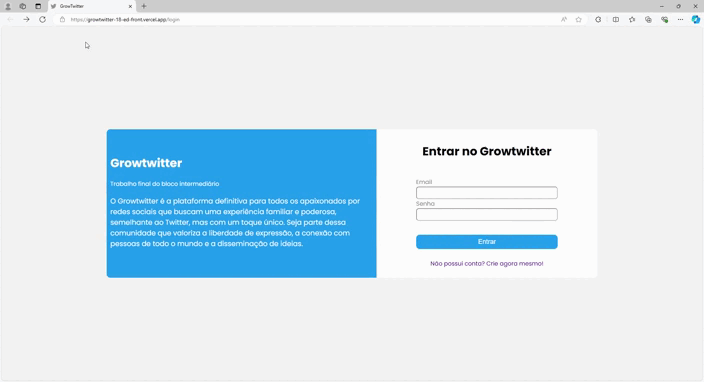 GrowTwitter
https://growtwitter-18-ad-front.vercel.app/login
Growtwitter
Trabalho final do bloco intermediário
O Growtwitter é a plataforma definitiva para todos os apaixonados por
redes sociais que buscam uma experiência familiar e poderosa,
semelhante ao Twitter, mas com um toque único. Seja parte dessa
comunidade que valoriza a liberdade de expressão, a conexão com
pessoas de todo o mundo e a disseminação de ideias.
Entrar no Growtwitter
Email
Senha
Entrar
Não possui conta? Crie agora mesmo!